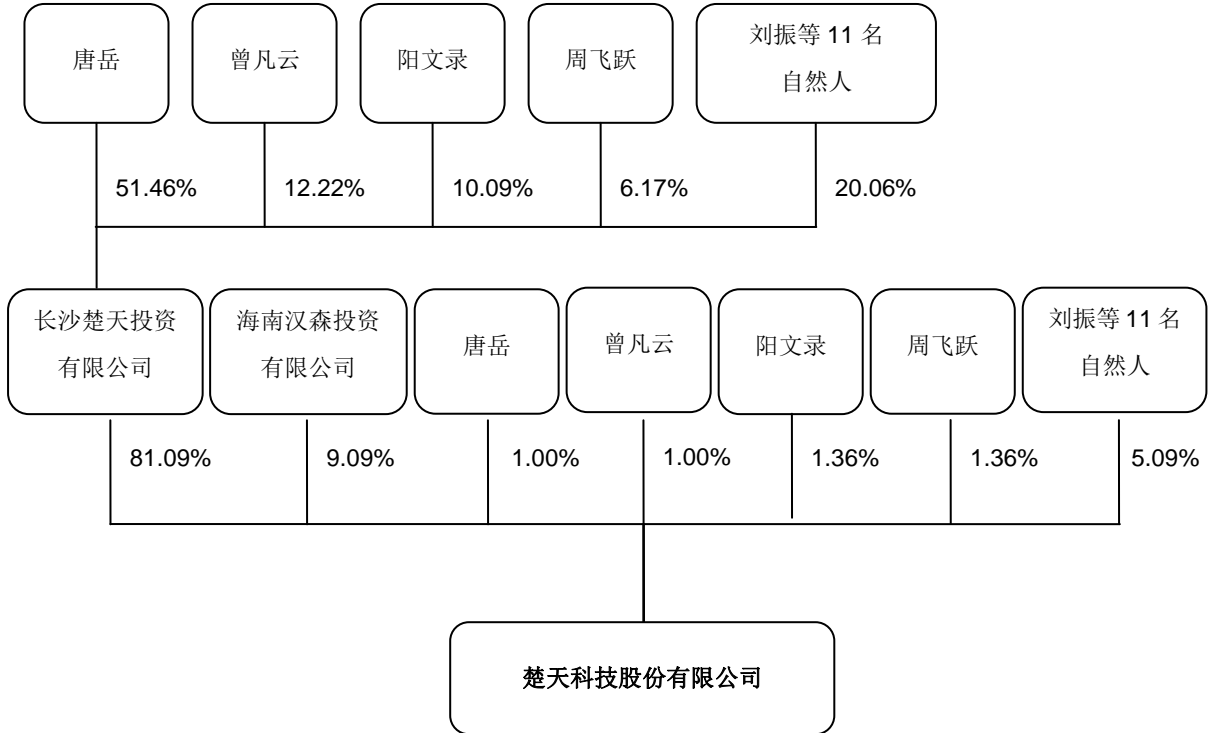 唐岳
曾凡云
阳文录
周飞跃
刘振等 11 名
自然人
51.46%
12.22%
10.09%
6.17%
20.06%
长沙楚天投资
有限公司
海南汉森投资
有限公司
唐岳
曾凡云
阳文录
周飞跃
刘振等 11 名
自然人
81.09%
9.09%
1.00%
1.00%
1.36%
1.36%
5.09%
楚天科技股份有限公司